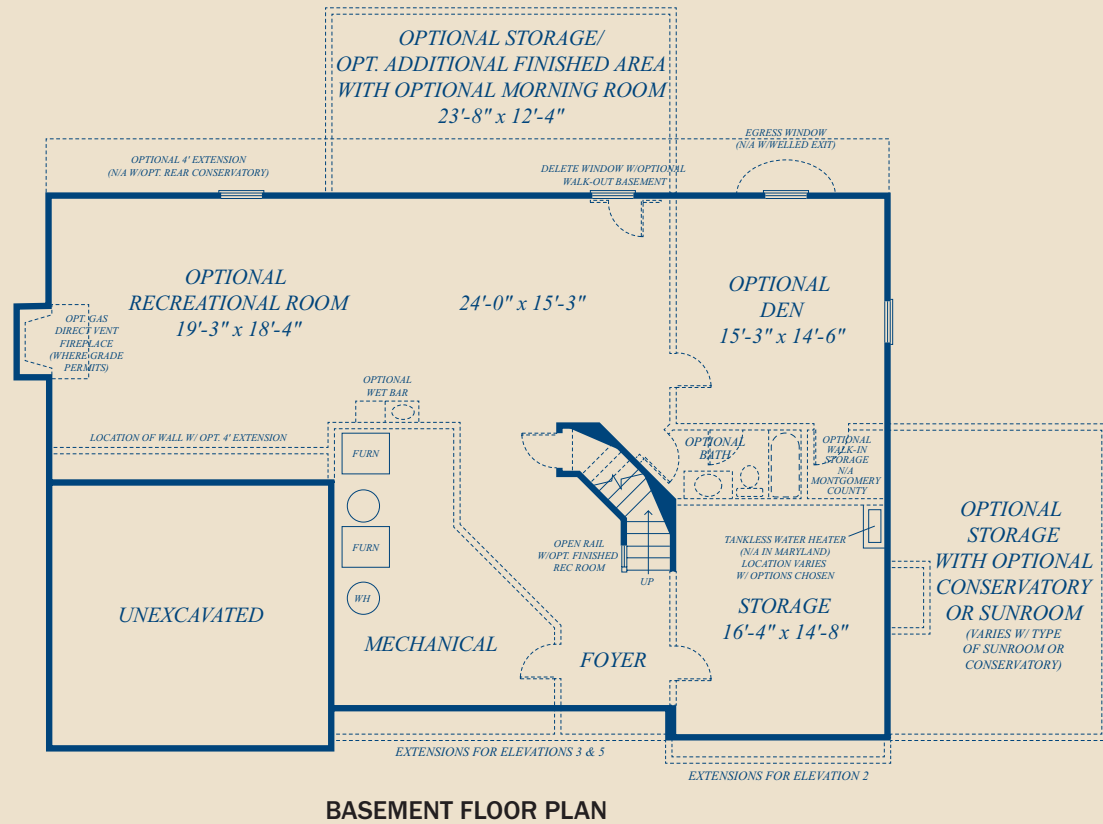 OPTIONAL STORAGE/
OPT. ADDITIONAL FINISHED AREA
WITH OPTIONAL MORNING ROOM
23'-8" x 12'-4"
OPTIONAL 4' EXTENSION
(N/A W/OPT. REAR CONSERVATORY)
DELETE WINDOW W/OPTIONAL
WALK-OUT BASEMENT
EGRESS WINDOW
(N/A W/WELLED EXIT)
OPTIONAL
RECREATIONAL ROOM
19'-3" x 18'-4"
24'-0" x 15'-3"
OPTIONAL
DEN
15'-3" x 14'-6"
OPT. GAS
DIRECT VENT
FIREPLACE
(WHERE GRADE
PERMITS)
OPTIONAL
WET BAR
LOCATION OF WALL W/ OPT. 4' EXTENSION
FURN
FURN
WH
OPTIONAL
BATH
OPTIONAL
WALK-IN
STORAGE
N/A
MONTGOMERY
COUNTY
OPEN RAIL
W/OPT. FINISHED
REC ROOM
UP
TANKLESS WATER HEATER
(N/A IN MARYLAND)
LOCATION VARIES
W/ OPTIONS CHOSEN
STORAGE
16'-4" x 14'-8"
OPTIONAL
STORAGE
WITH OPTIONAL
CONSERVATORY
OR SUNROOM
(VARIES W/ TYPE
OF SUNROOM OR
CONSERVATORY)
UNEXCAVATED
MECHANICAL
FOYER
EXTENSIONS FOR ELEVATIONS 3 & 5
EXTENSIONS FOR ELEVATION 2
BASEMENT FLOOR PLAN